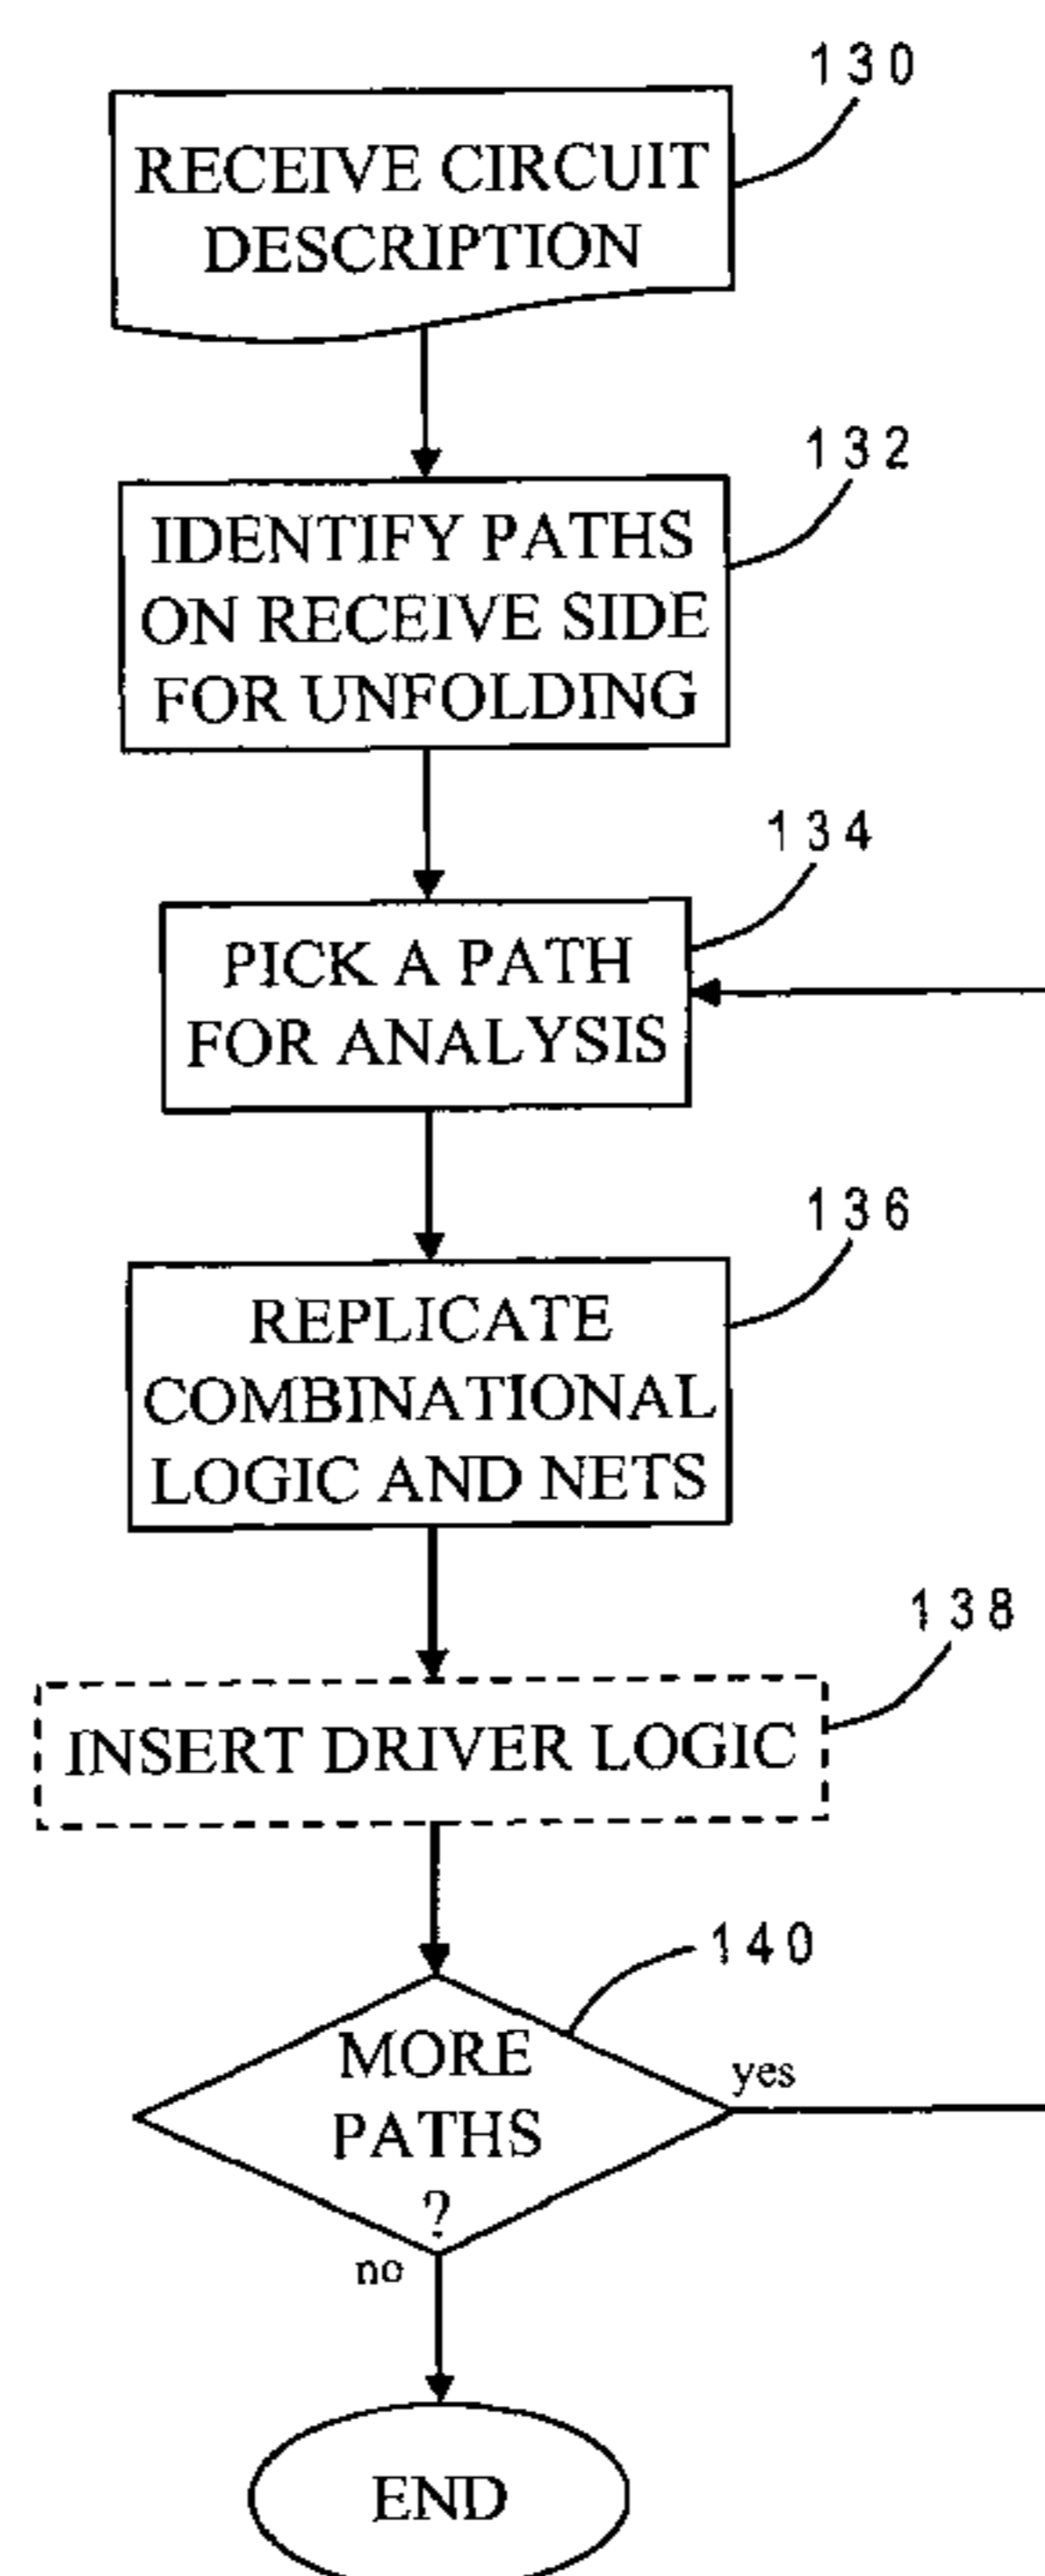 130
RECEIVE CIRCUIT
DESCRIPTION
132
IDENTIFY PATHS
ON RECEIVE SIDE
FOR UNFOLDING
134
PICK A PATH
FOR ANALYSIS
136
REPLICATE
COMBINATIONAL
LOGIC AND NETS
138
INSERT DRIVER LOGIC
140
MORE
PATHS
?
yes
no
END